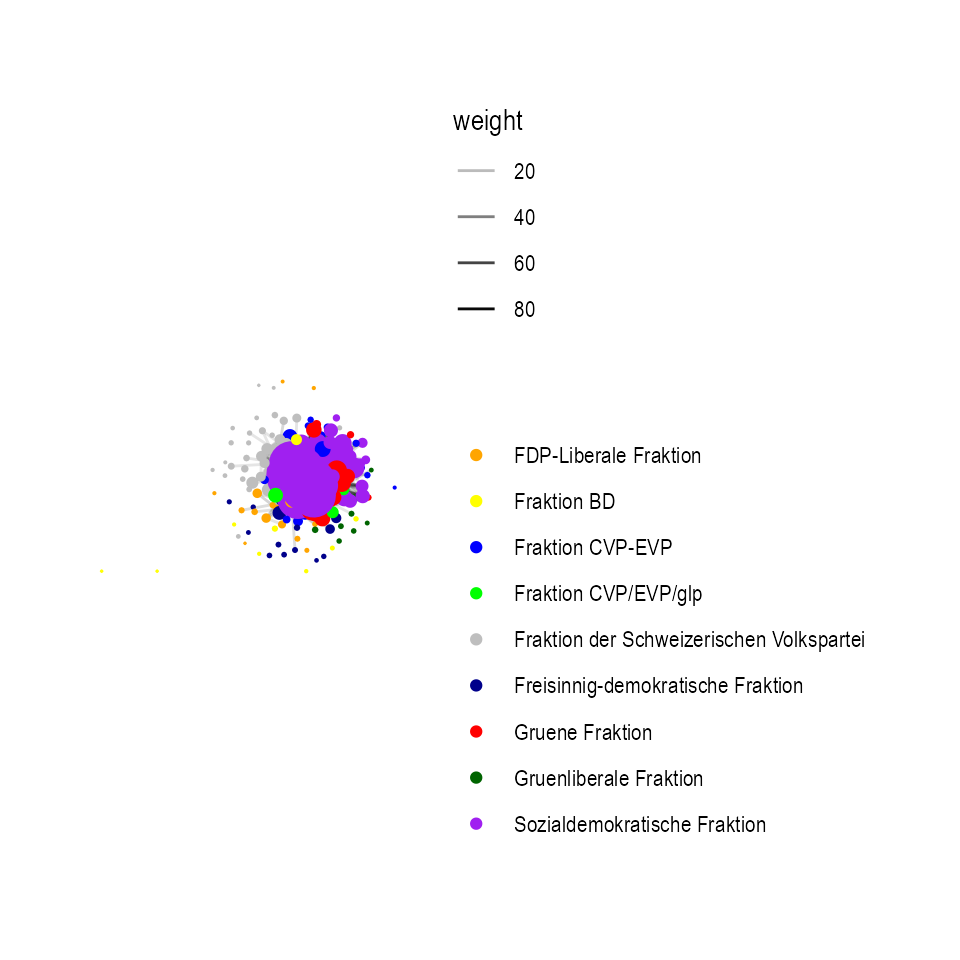 weight
20
40
60
80
FDP-Liberale Fraktion
Fraktion BD
Fraktion CVP-EVP
Fraktion CVP/EVP/glp
Fraktion der Schweizerischen Volkspartei
Freisinnig-demokratische Fraktion
Gruene Fraktion
Gruenliberale Fraktion
Sozialdemokratische Fraktion